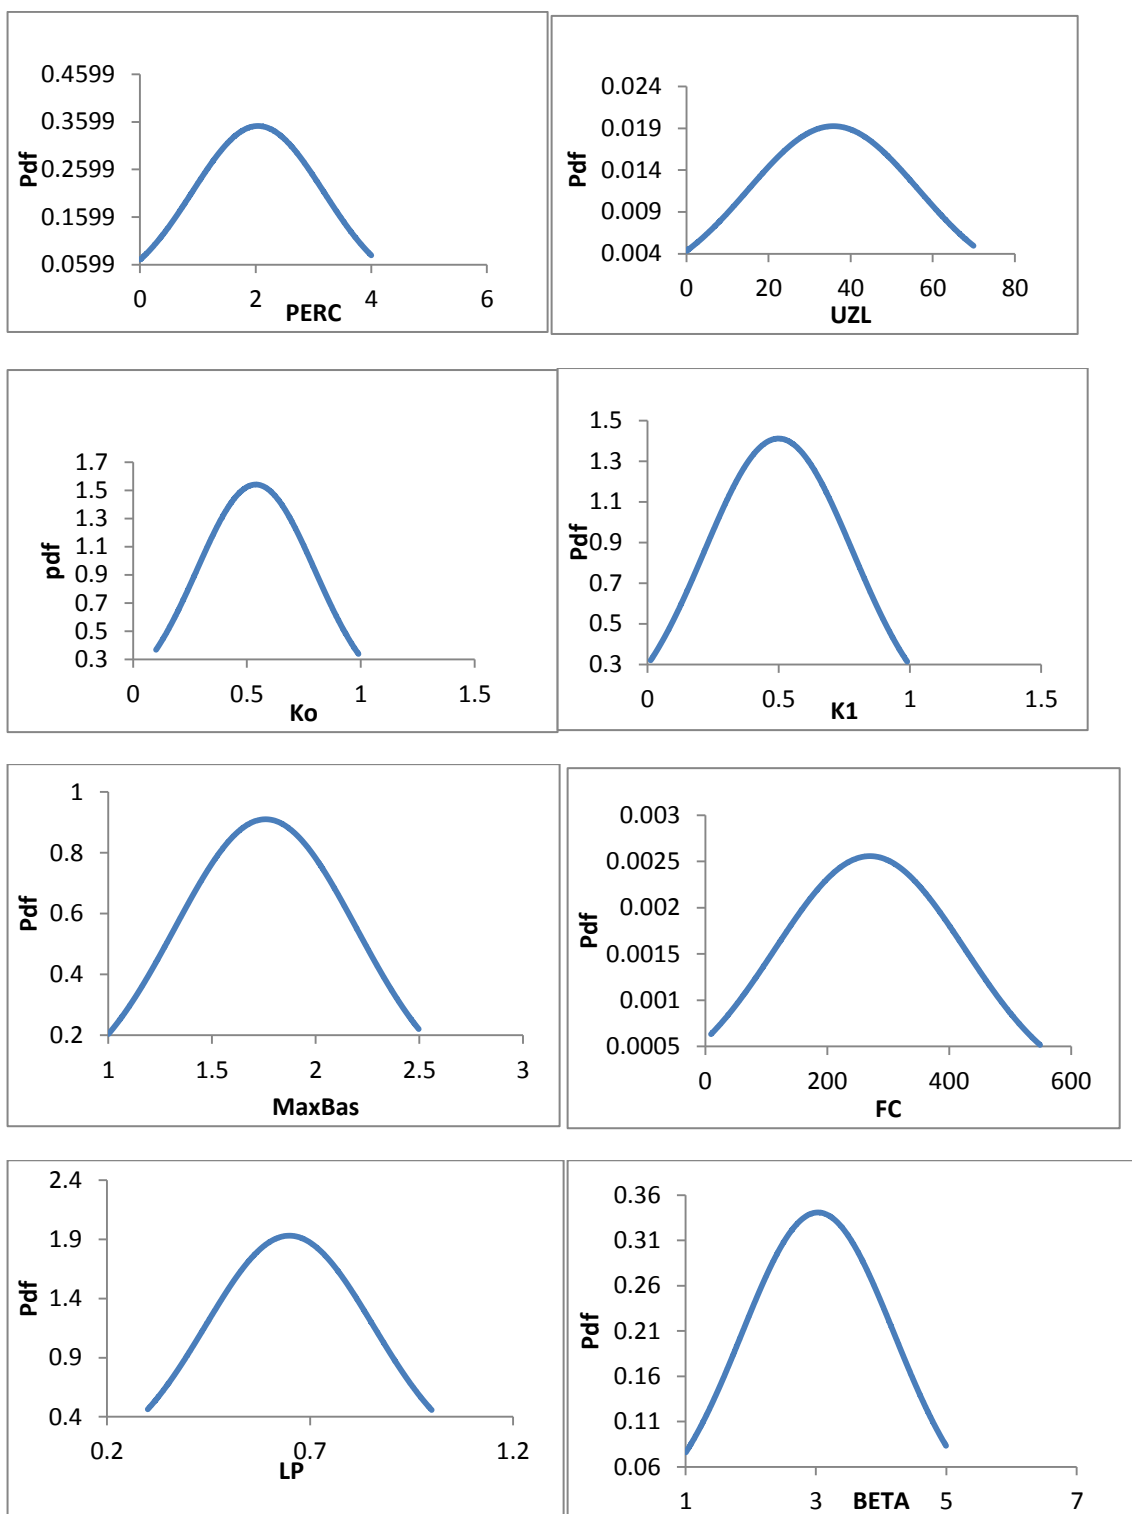 0.4599
0.3599
0.2599
0.1599
0.0599
Pdf
0 2 4 6
PERC
0.024
0.019
0.014
0.009
0.004
Pdf
0 20 40 60 80
UZL
1.7
1.5
1.3
1.1
0.9
0.7
0.5
0.3
pdf
0 0.5 1 1.5
Ko
1.5
1.3
1.1
0.9
0.7
0.5
0.3
Pdf
0 0.5 1 1.5
K1
1
0.8
0.6
0.4
0.2
Pdf
1 1.5 2 2.5 3
MaxBas
0.003
0.0025
0.002
0.0015
0.001
0.0005
Pdf
0 200 400 600
FC
2.4
1.9
1.4
0.9
0.4
Pdf
0.2 0.7 1.2
LP
0.36
0.31
0.26
0.21
0.16
0.11
0.06
Pdf
1 3 5 7
BETA